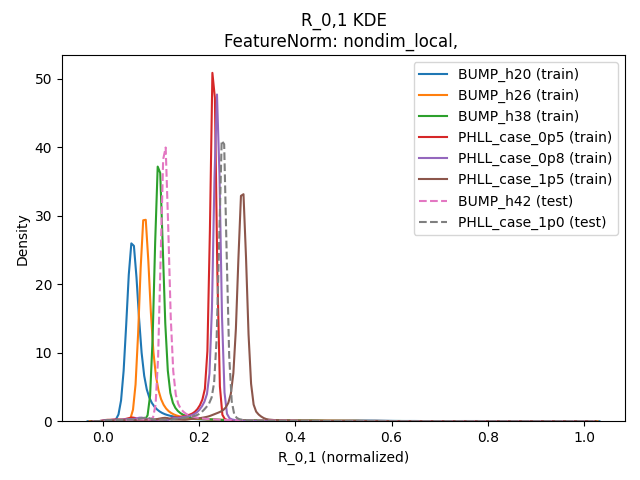 R_0,1 KDE
FeatureNorm: nondim_local,
BUMP_h20 (train)
BUMP_h26 (train)
BUMP_h38 (train)
PHLL_case_0p5 (train)
PHLL_case_0p8 (train)
PHLL_case_1p5 (train)
BUMP_h42 (test)
PHLL_case_1p0 (test)
Density
50
40
30
20
10
0
0.0 0.2 0.4 0.6 0.8 1.0
R_0,1 (normalized)